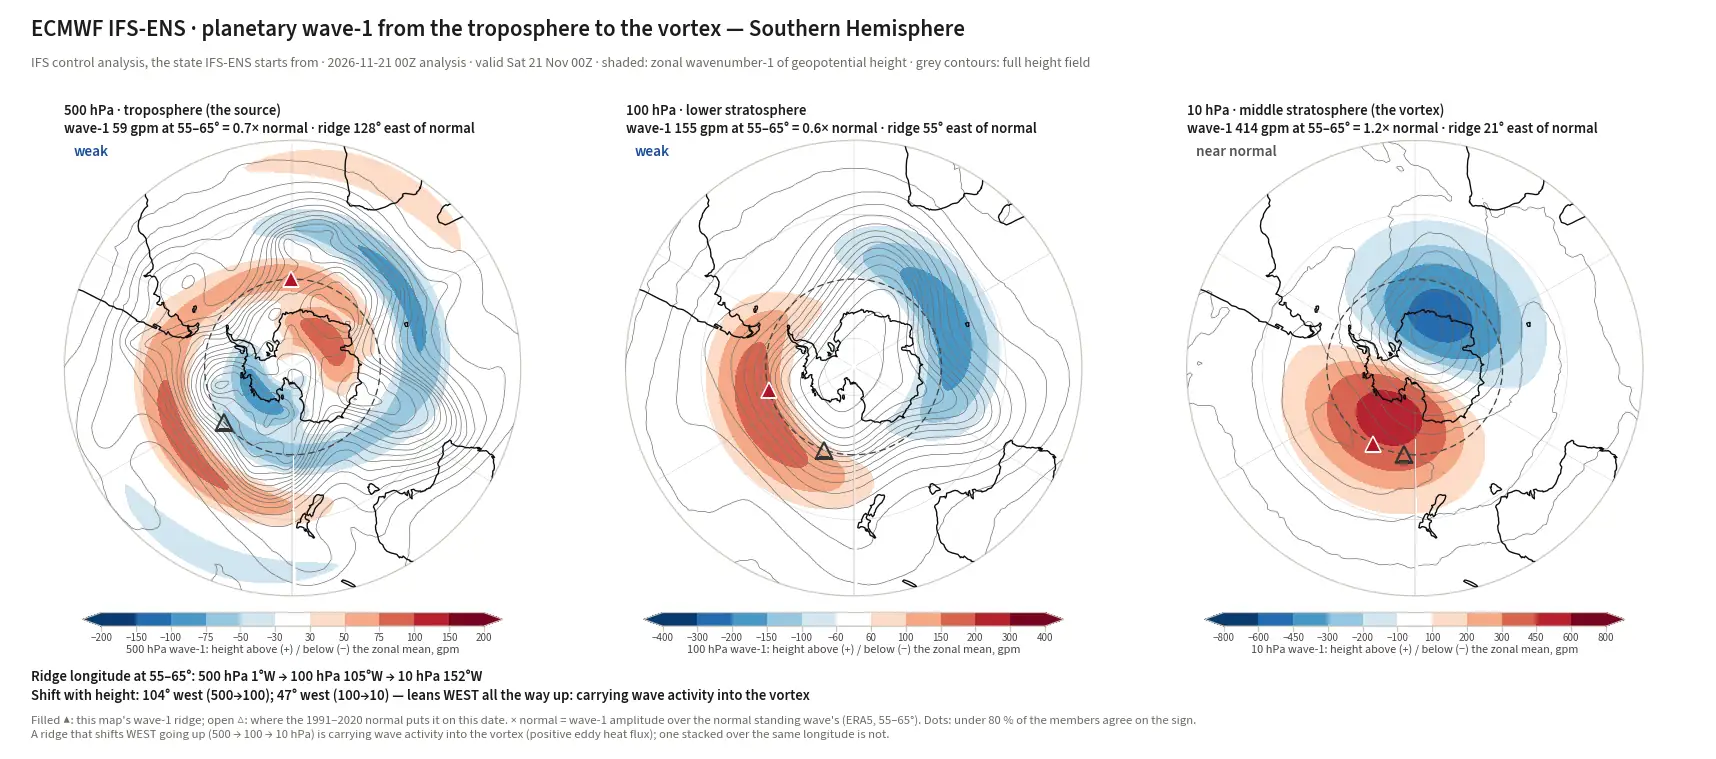 ECMWF IFS-ENS · planetary wave-1 from the troposphere to the vortex — Southern Hemisphere
IFS control analysis, the state IFS-ENS starts from · 2026-11-21 00Z analysis · valid Sat 21 Nov 00Z · shaded: zonal wavenumber-1 of geopotential height · grey contours: full height field
500 hPa · troposphere (the source)
wave-1 59 gpm at 55–65° = 0.7× normal · ridge 128° east of normal
weak
100 hPa · lower stratosphere
wave-1 155 gpm at 55–65° = 0.6× normal · ridge 55° east of normal
weak
10 hPa · middle stratosphere (the vortex)
wave-1 414 gpm at 55–65° = 1.2× normal · ridge 21° east of normal
near normal
−200 −150 −100 −75 −50 −30 30 50 75 100 150 200
500 hPa wave-1: height above (+) / below (−) the zonal mean, gpm
−400 −300 −200 −150 −100 −60 60 100 150 200 300 400
100 hPa wave-1: height above (+) / below (−) the zonal mean, gpm
−800 −600 −450 −300 −200 −100 100 200 300 450 600 800
10 hPa wave-1: height above (+) / below (−) the zonal mean, gpm
Ridge longitude at 55–65°: 500 hPa 1°W → 100 hPa 105°W → 10 hPa 152°W
Shift with height: 104° west (500→100); 47° west (100→10) — leans WEST all the way up: carrying wave activity into the vortex
Filled ▲: this map's wave-1 ridge; open △: where the 1991–2020 normal puts it on this date. × normal = wave-1 amplitude over the normal standing wave's (ERA5, 55–65°). Dots: under 80 % of the members agree on the sign.
A ridge that shifts WEST going up (500 → 100 → 10 hPa) is carrying wave activity into the vortex (positive eddy heat flux); one stacked over the same longitude is not.